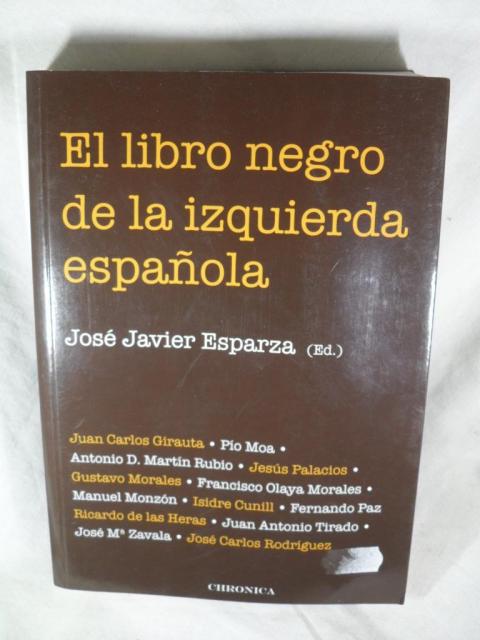 El libro negro
de la izquierda
española
José Javier Esparza (Ed.)
Juan Carlos Girauta • Pío Moa •
Antonio D. Martín Rubio • Jesús Palacios •
Gustavo Morales • Francisco Olaya Morales •
Manuel Monzón • Isidre Cunill • Fernando Paz
Ricardo de las Heras • Juan Antonio Tirado •
José Mª Zavala • José Carlos Rodríguez
CHRONICA